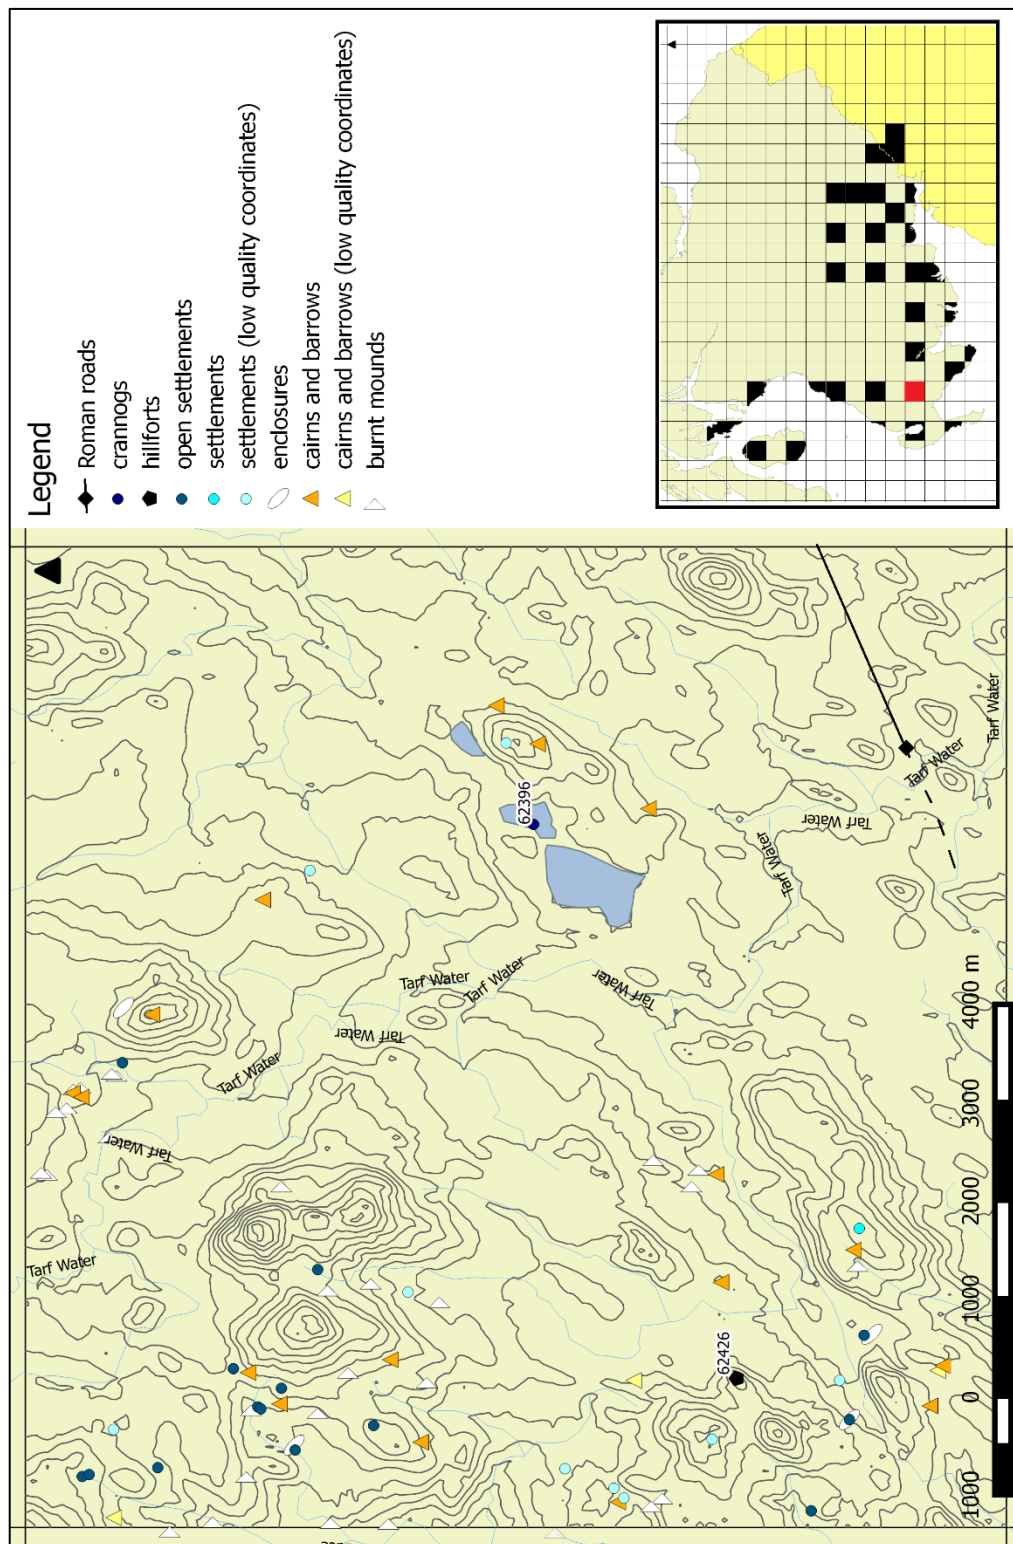 Legend
Roman roads
crannogs
hillforts
open settlements
settlements
settlements (low quality coordinates)
enclosures
cairns and barrows
cairns and barrows (low quality coordinates)
burnt mounds
Tarf Water
Tarf Water
Tarf Water
Tarf Water
Tarf Water
Tarf Water
Tarf Water
Tarf Water
Tarf Water
Tarf Water
Tarf Water
62396
62426
1000
0
1000
2000
3000
4000 m